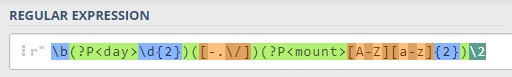 REGULAR EXPRESSION
r" \b(?P<day>\d{2})([-.\/])(?P<mount>[A-Z][a-z]{2})\2